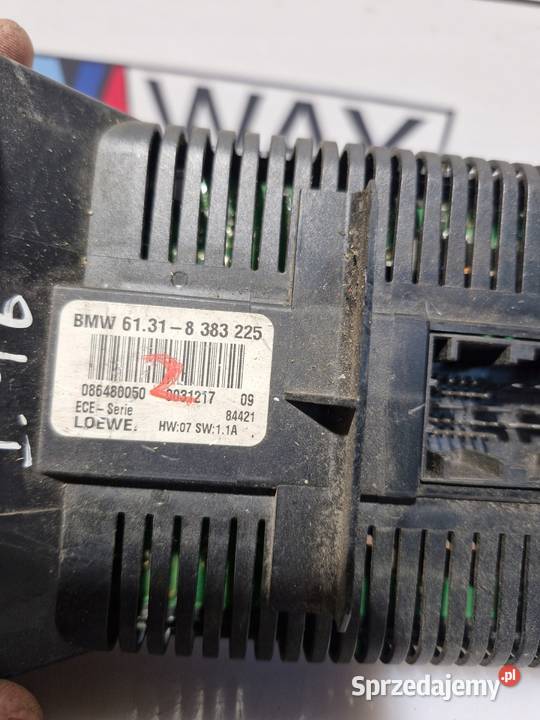 WAY
BMW 61.31-8 383 225
086480050 0031217 09
ECE-Serie 84421
LOEWE. HW:07 SW:1.1A
2
Sprzedajemy.pl